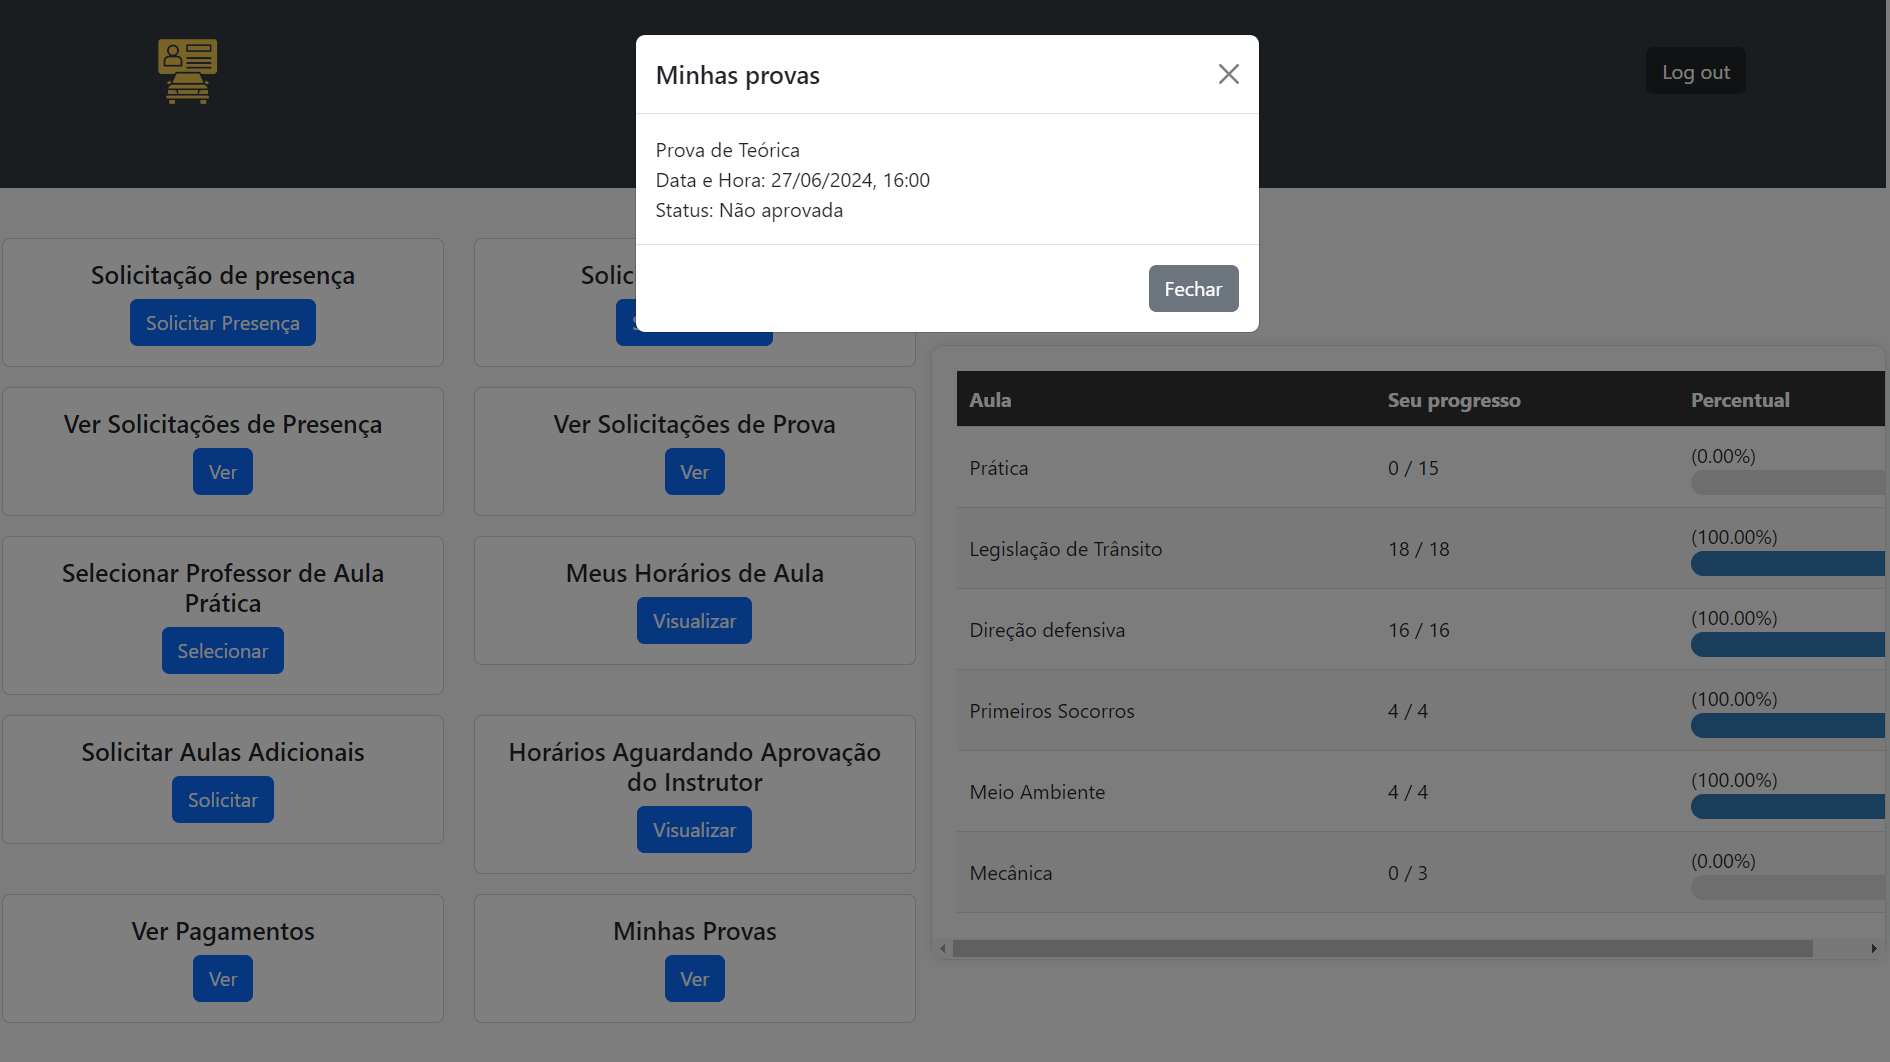 Minhas provas
Log out
Prova de Teórica
Data e Hora: 27/06/2024, 16:00
Status: Não aprovada
Fechar
Solicitação de presença
Solicitar Presença
Solic
Ver Solicitações de Presença
Ver
Ver Solicitações de Prova
Ver
Selecionar Professor de Aula
Prática
Selecionar
Meus Horários de Aula
Visualizar
Solicitar Aulas Adicionais
Solicitar
Horários Aguardando Aprovação
do Instrutor
Visualizar
Ver Pagamentos
Ver
Minhas Provas
Ver
Aula Seu progresso Percentual
Prática 0 / 15 (0.00%)
Legislação de Trânsito 18 / 18 (100.00%)
Direção defensiva 16 / 16 (100.00%)
Primeiros Socorros 4 / 4 (100.00%)
Meio Ambiente 4 / 4 (100.00%)
Mecânica 0 / 3 (0.00%)